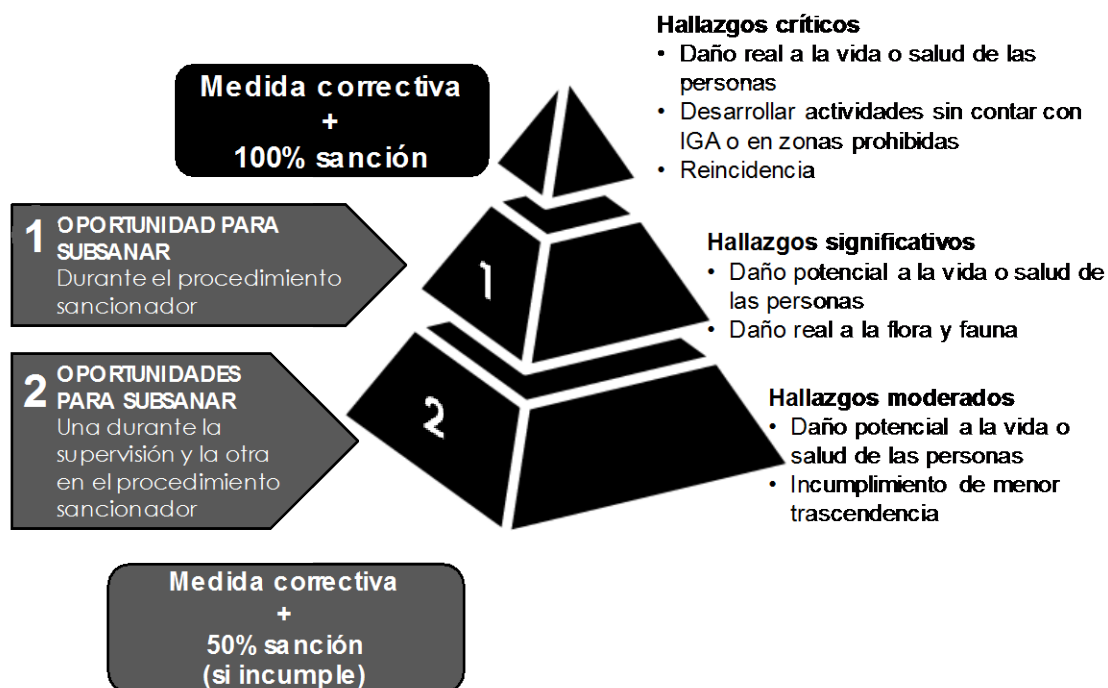 Hallazgos críticos
• Daño real a la vida o salud de las
personas
• Desarrollar actividades sin contar con
IGA o en zonas prohibidas
• Reincidencia
Medida correctiva
+
100% sanción
1 OPORTUNIDAD PARA
SUBSANAR
Durante el procedimiento
sancionador
1
Hallazgos significativos
• Daño potencial a la vida o salud de
las personas
• Daño real a la flora y fauna
2 OPORTUNIDADES
PARA SUBSANAR
Una durante la
supervisión y la otra
en el procedimiento
sancionador
2
Hallazgos moderados
• Daño potencial a la vida o
salud de las personas
• Incumplimiento de menor
trascendencia
Medida correctiva
+
50% sanción
(si incumple)